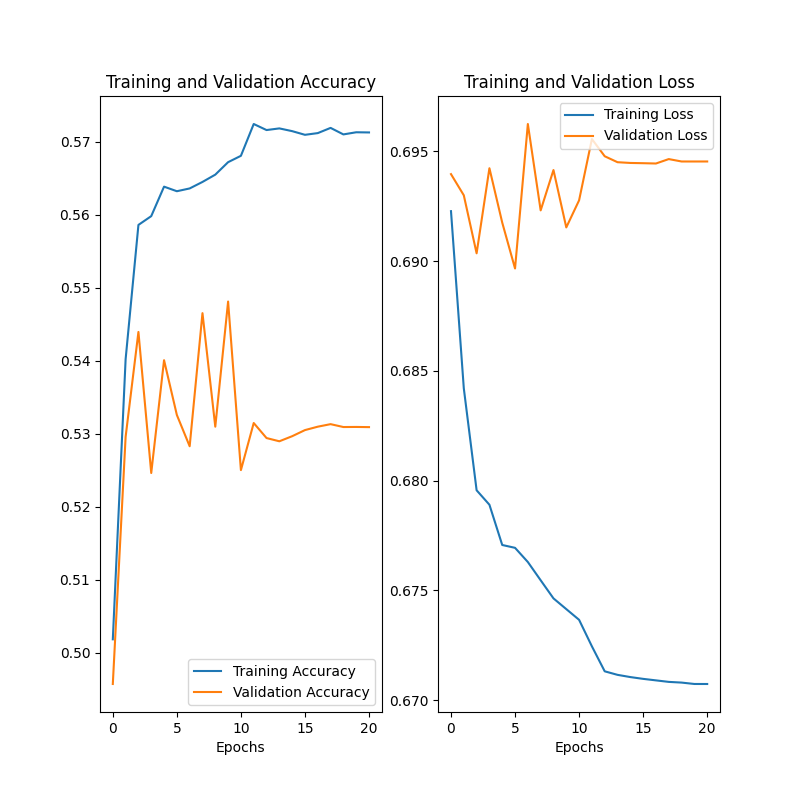 Training and Validation Accuracy
0.57
0.56
0.55
0.54
0.53
0.52
0.51
0.50
Training Accuracy
Validation Accuracy
0 5 10 15 20
Epochs
Training and Validation Loss
Training Loss
Validation Loss
0.695
0.690
0.685
0.680
0.675
0.670
0 5 10 15 20
Epochs